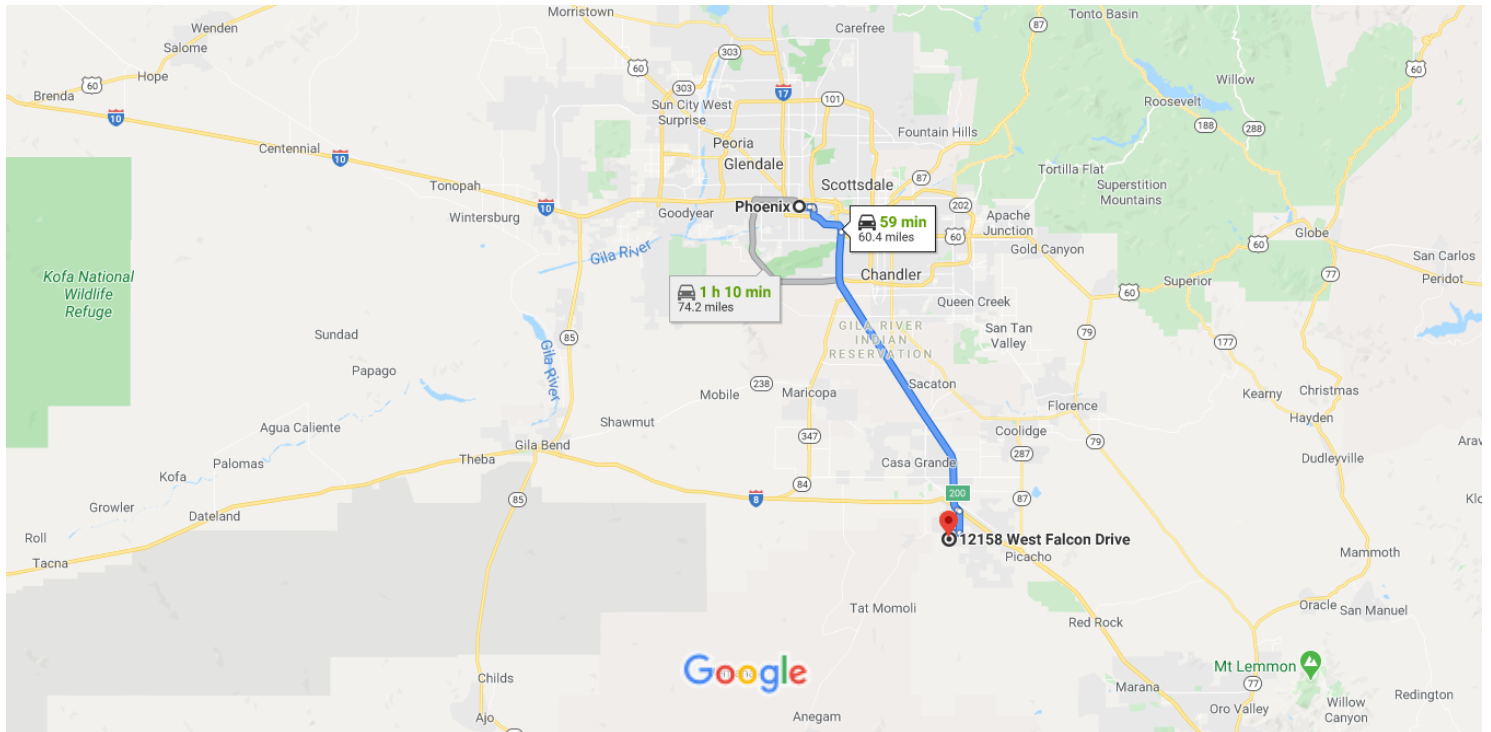 Morristown
Carefree
Tonto Basin
87
Wenden
Salome
Hope
60
Brenda
10
303
60
303
17
101
Sun City West
Surprise
Willow
60
Roosevelt
188
288
Fountain Hills
Centennial
10
Peoria
Glendale
87
Tortilla Flat
Superstition
Mountains
Tonopah
Scottsdale
Wintersburg
10
Goodyear
Phoenix
202
Apache
Junction
59 min
60.4 miles
60
Gold Canyon
60
Globe
Gila River
Kofa National
Wildlife
Refuge
1 h 10 min
74.2 miles
Chandler
Queen Creek
Superior
60
77
San Carlos
Peridot
Sundad
85
Gila River
GILA RIVER
INDIAN
RESERVATION
San Tan
Valley
79
177
Papago
Mobile
238
Maricopa
Sacaton
Florence
Kearny
Christmas
Hayden
Agua Caliente
Shawmut
347
Coolidge
79
Gila Bend
Palomas
Theba
Casa Grande
287
Dudleyville
Arav
Kofa
84
Growler
Dateland
85
8
200
87
Klo
Roll
Tacna
12158 West Falcon Drive
Picacho
Mammoth
Tat Momoli
Red Rock
Oracle
San Manuel
Google
Mt Lemmon
Childs
Marana
77
Oro Valley
Willow
Canyon
Redington
Ajo
Anegam